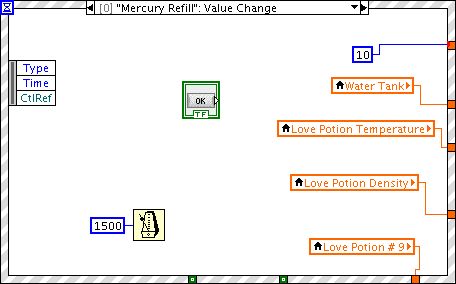 [0] "Mercury Refill": Value Change
10
Type
Time
CtlRef
Water Tank
OK
TF
Love Potion Temperature
Love Potion Density
1500
Love Potion # 9